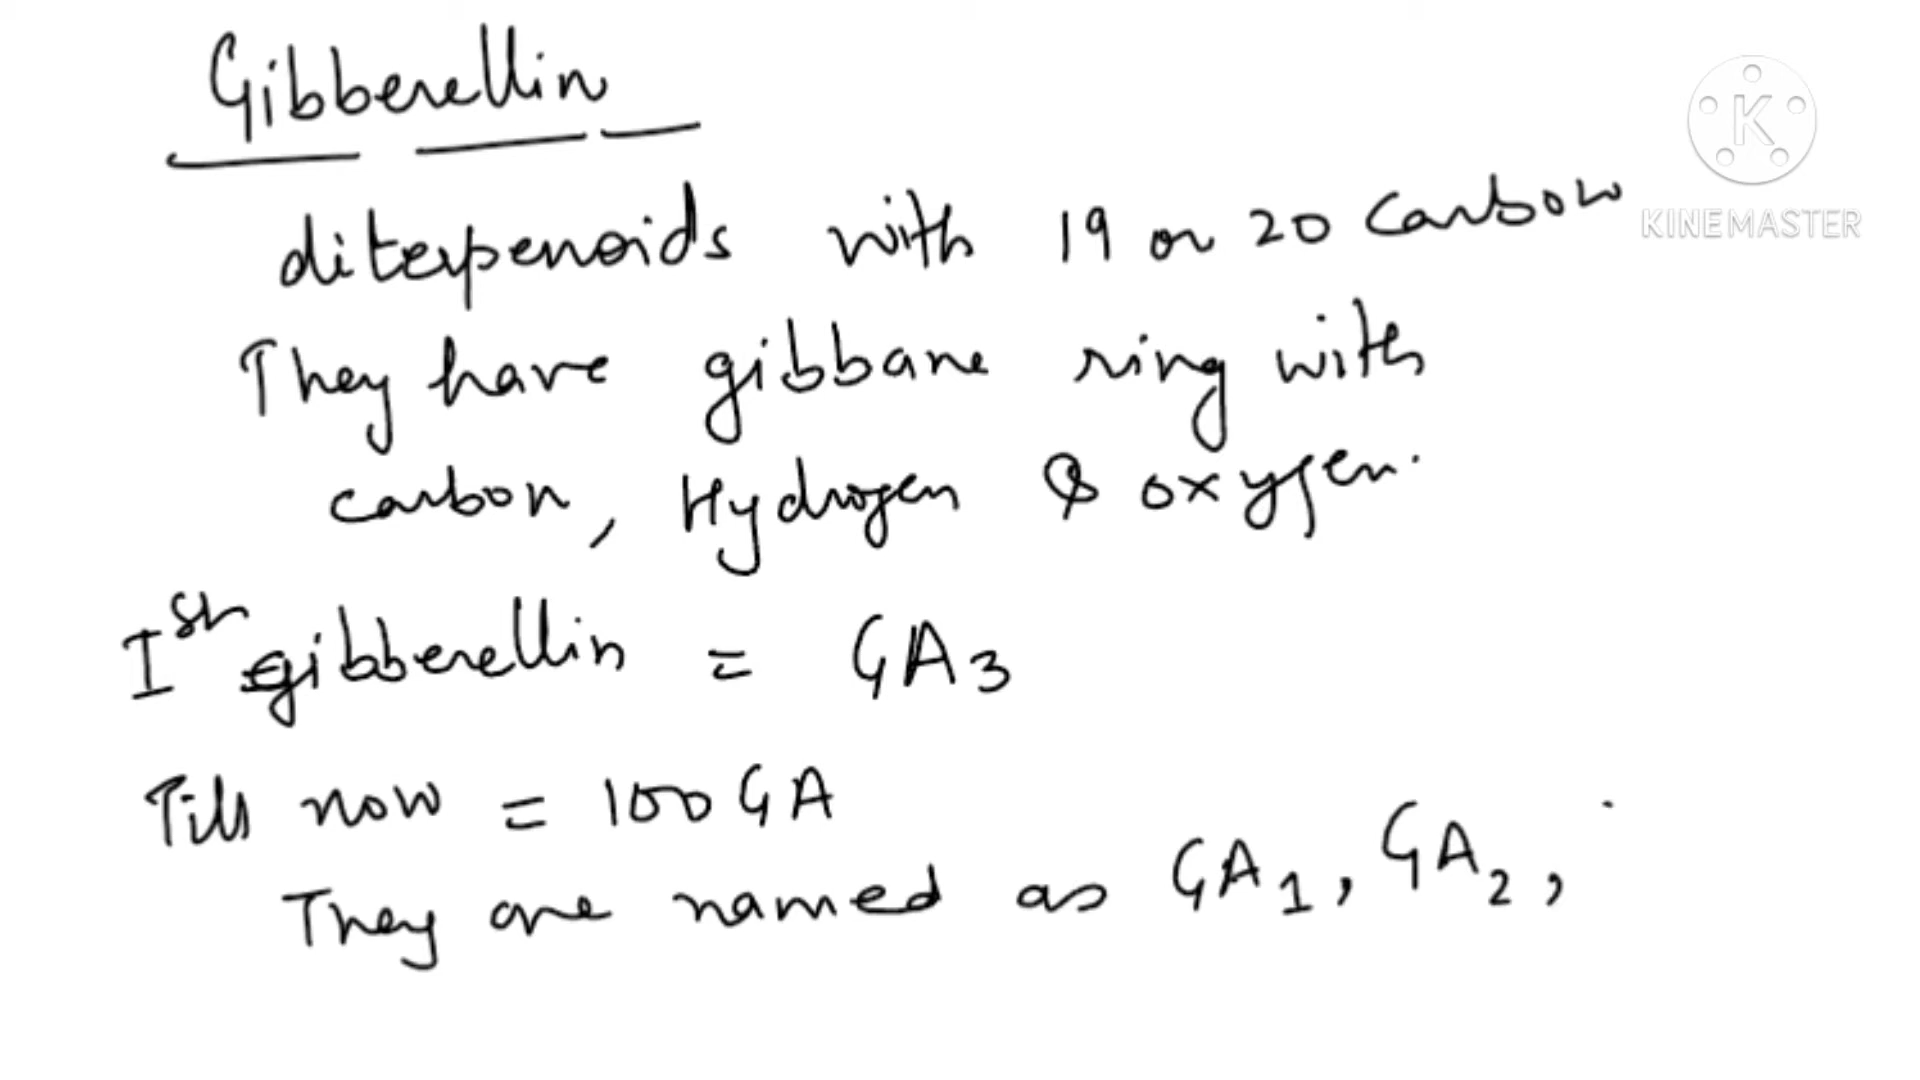 Gibberellin
diterpenoids with 19 or 20 Carbon
They have gibbane ring with
carbon, Hydrogen & oxygen.
Ist gibberellin = GA3
Till now = 100 GA
They are named as GA1, GA2,
K
KINEMASTER